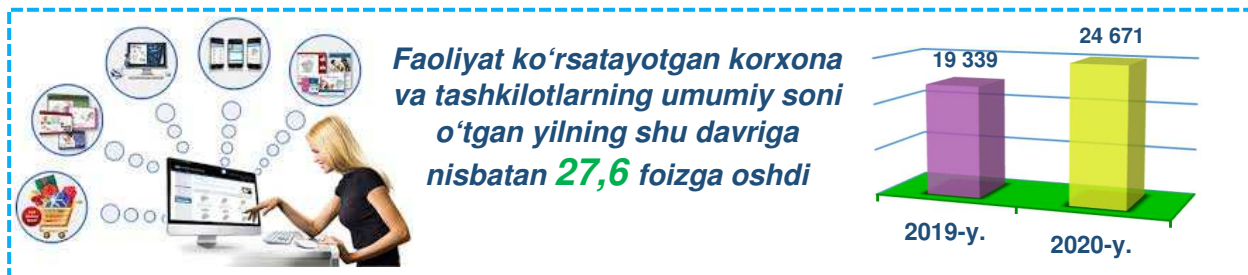 Faoliyat ko‘rsatayotgan korxona
va tashkilotlarning umumiy soni
o‘tgan yilning shu davriga
nisbatan 27,6 foizga oshdi
19 339
24 671
2019-y.
2020-y.